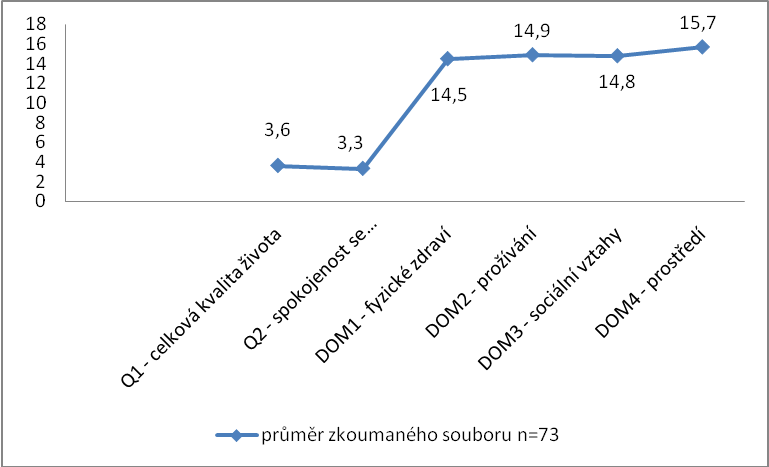 18
16
14
12
10
8
6
4
2
0
3,6
3,3
14,5
14,9
14,8
15,7
Q1 - celková kvalita života
Q2 - spokojenost se...
DOM1 - fyzické zdraví
DOM2 - prožívání
DOM3 - sociální vztahy
DOM4 - prostředí
průměr zkoumaného souboru n=73